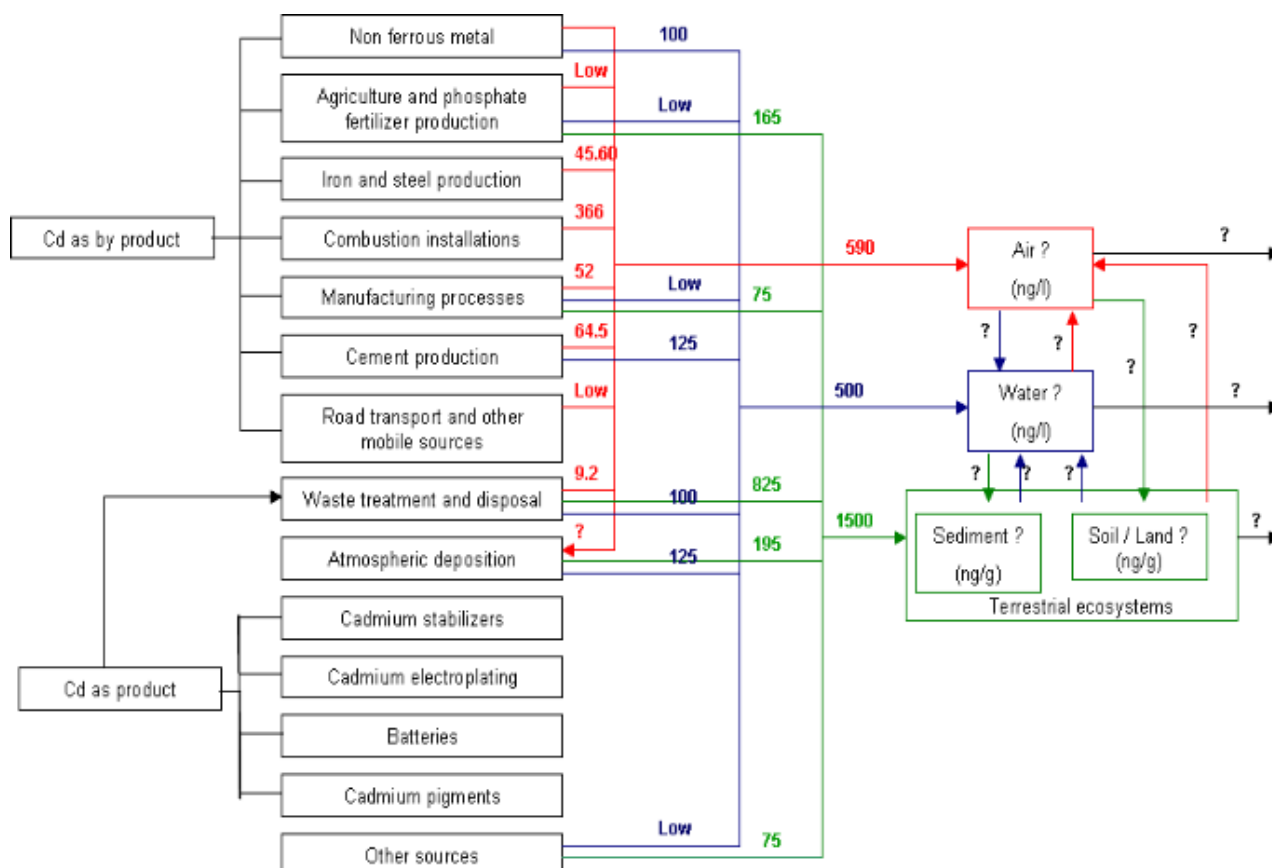 Non ferrous metal
100
Low
Agriculture and phosphate
fertilizer production
Low
165
45.60
Iron and steel production
366
Cd as by product
Combustion installations
590
Air ?
(ng/l)
?
52
Manufacturing processes
Low
75
64.5
Cement production
125
?
?
?
?
Low
Road transport and other
mobile sources
500
Water ?
(ng/l)
?
9.2
Waste treatment and disposal
100
825
?
?
?
?
Atmospheric deposition
125
195
1500
Sediment ?
(ng/g)
Soil / Land ?
(ng/g)
Terrestrial ecosystems
?
Cadmium stabilizers
Cd as product
Cadmium electroplating
Batteries
Cadmium pigments
Low
75
Other sources